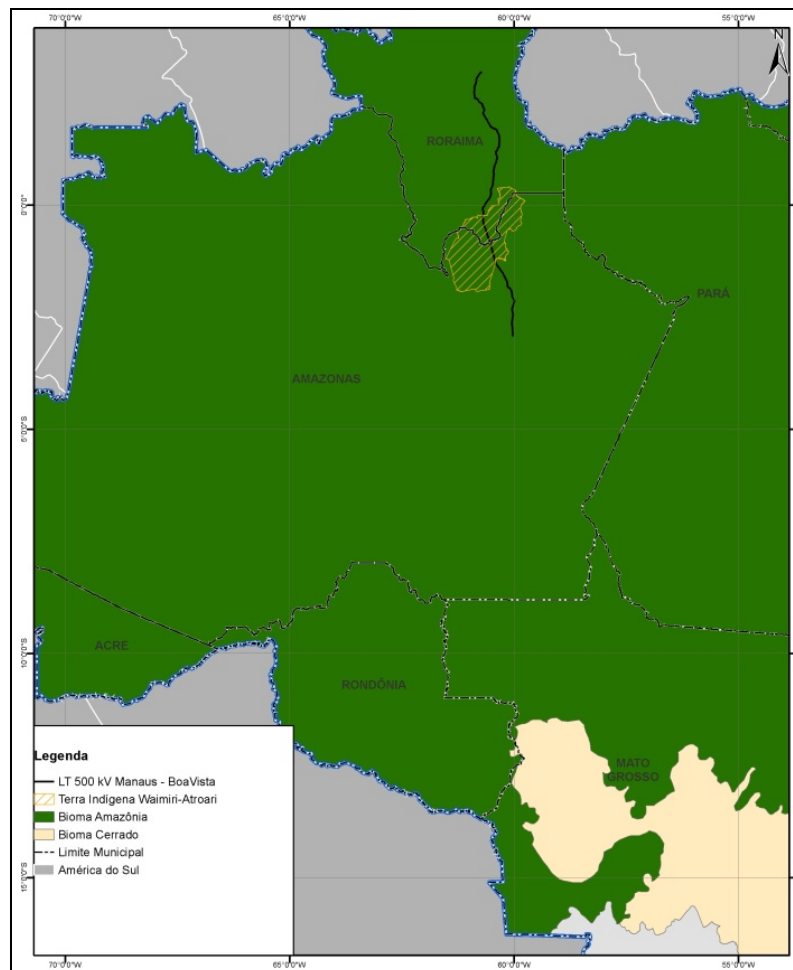 70°0'0"W 65°0'0"W 60°0'0"W 55°0'0"W
N
RORAIMA
0°0'0"
PARÁ
AMAZONAS
5°0'0"S
ACRE
10°0'0"S
RONDÔNIA
MATO
GROSSO
Legenda
LT 500 kV Manaus - BoaVista
Terra Indígena Waimiri-Atroari
Bioma Amazônia
Bioma Cerrado
Limite Municipal
América do Sul
15°0'0"S
70°0'0"W 65°0'0"W 60°0'0"W 55°0'0"W